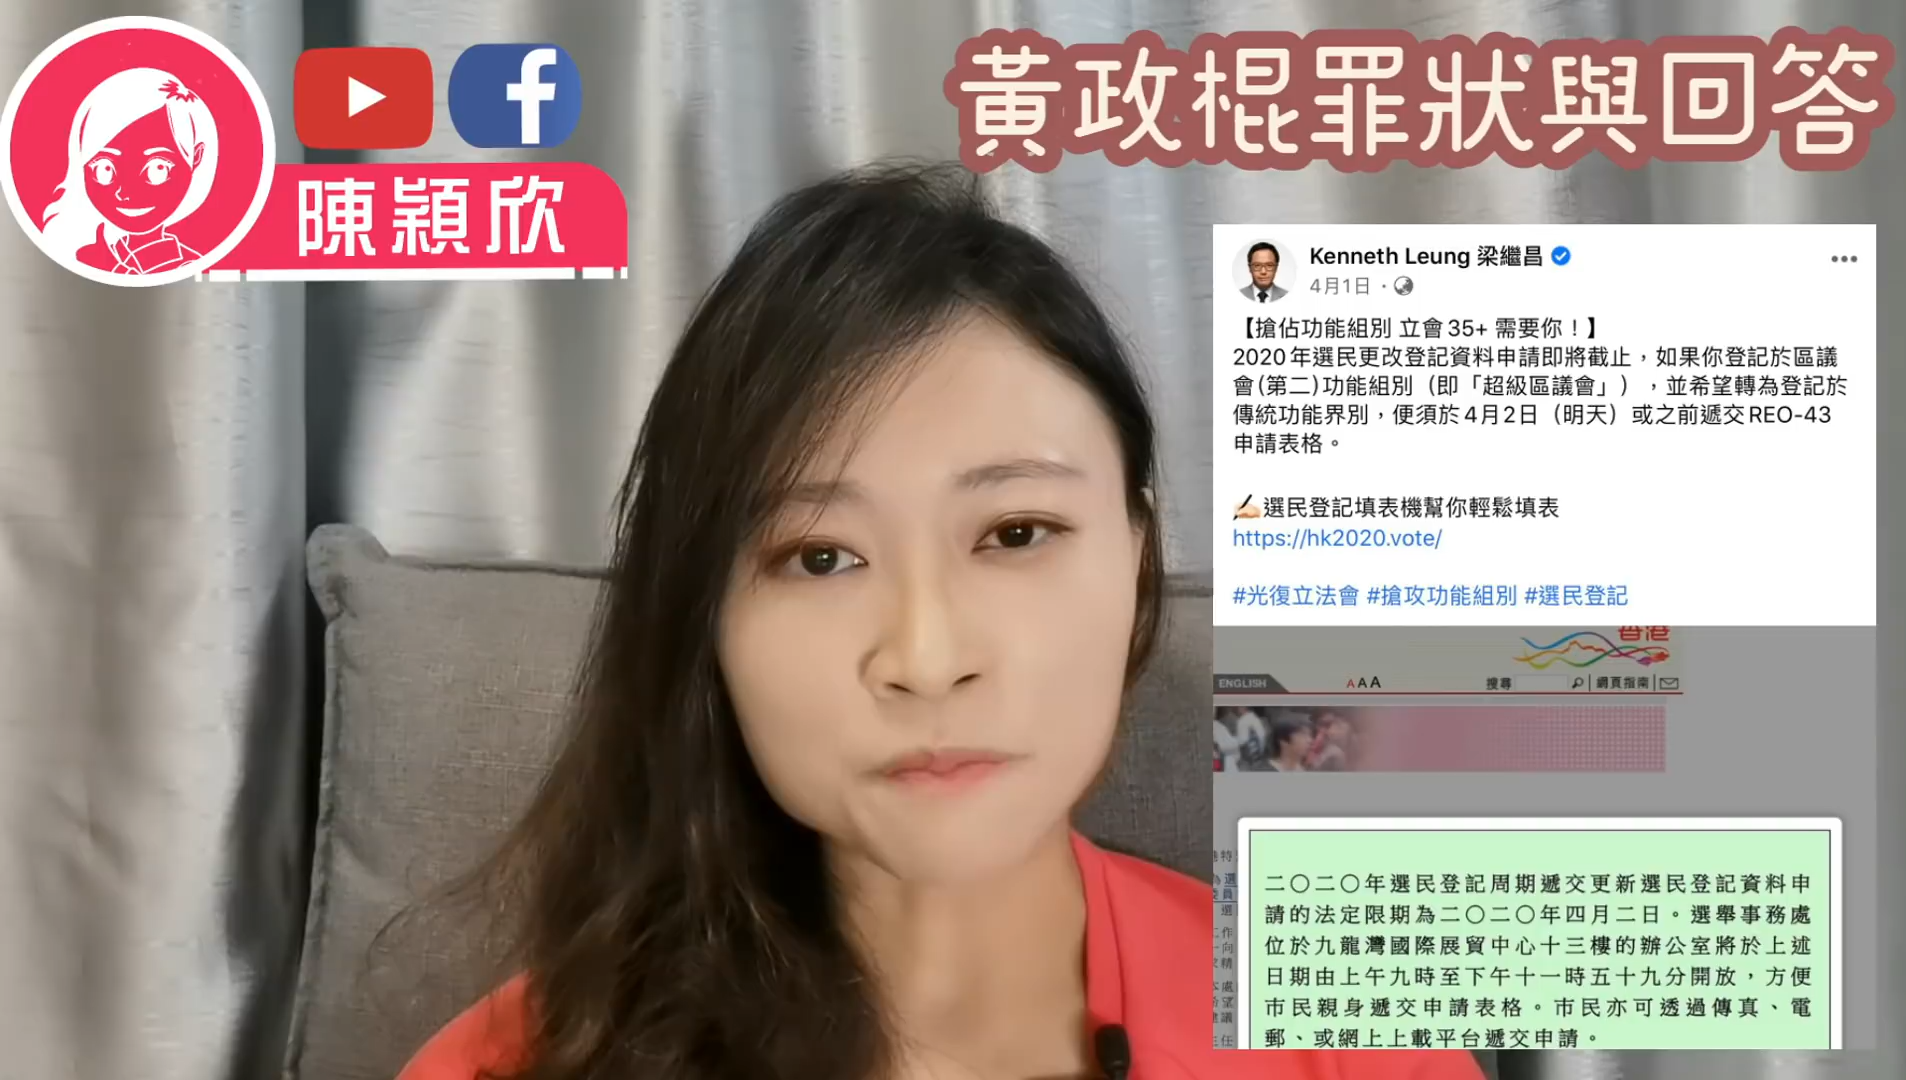 黃政棍罪狀與回答
陳穎欣
Kenneth Leung 梁繼昌
4月1日
【搶佔功能組別 立會35+ 需要你！】
2020年選民更改登記資料申請即將截止，如果你登記於區議
會(第二)功能組別（即「超級區議會」），並希望轉為登記於
傳統功能界別，便須於4月2日（明天）或之前遞交REO-43
申請表格。
選民登記填表機幫你輕鬆填表
https://hk2020.vote/
#光復立法會 #搶攻功能組別 #選民登記
香港
ENGLISH
A A A
搜尋
網頁指南
二〇二〇年選民登記周期遞交更新選民登記資料申
請的法定限期為二〇二〇年四月二日。選舉事務處
位於九龍灣國際展貿中心十三樓的辦公室將於上述
日期由上午九時至下午十一時五十九分開放，方便
市民親身遞交申請表格。市民亦可透過傳真、電
郵、或網上上載平台遞交申請。